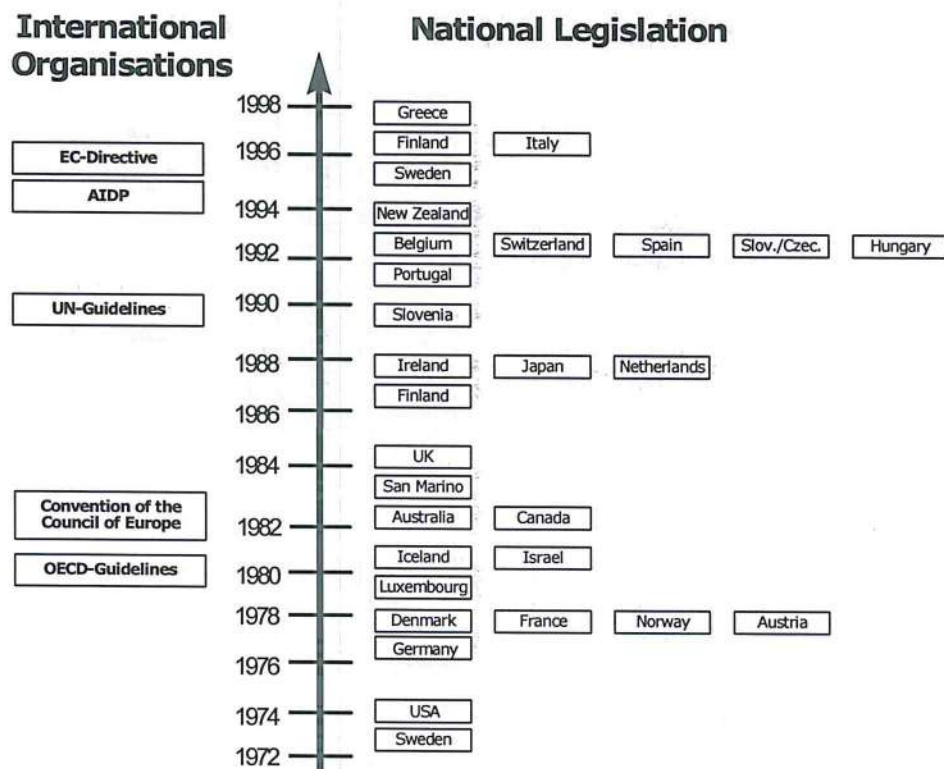 International
Organisations
National Legislation
1998
Greece
1996
Finland Italy
EC-Directive
Sweden
AIDP
1994
New Zealand
Belgium Switzerland Spain Slov./Czec. Hungary
1992
Portugal
1990
UN-Guidelines
Slovenia
1988
Ireland Japan Netherlands
Finland
1986
UK
1984
San Marino
Convention of the
Council of Europe
Australia Canada
1982
Iceland Israel
OECD-Guidelines
1980
Luxembourg
1978
Denmark France Norway Austria
Germany
1976
1974
USA
Sweden
1972